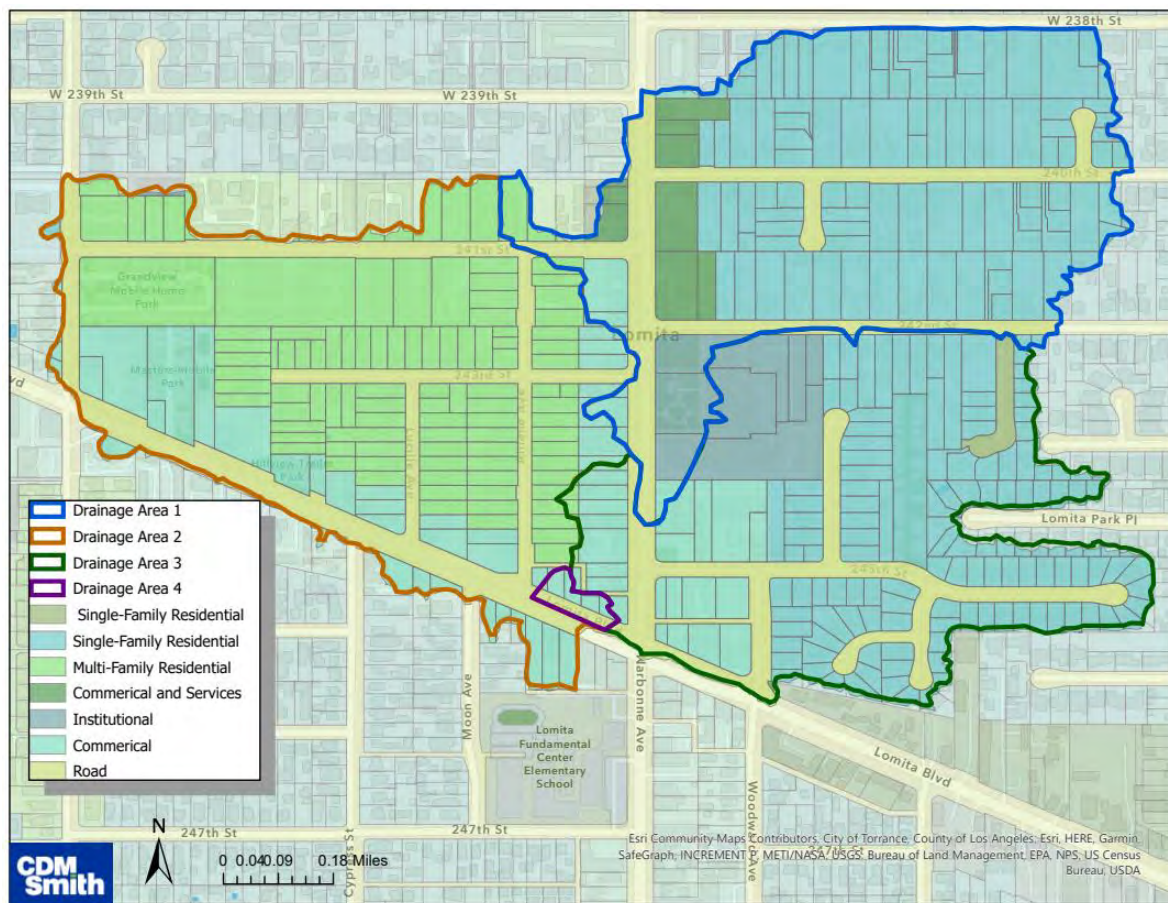 W 238th St
W 239th St
W 239th St
240th St
241st St
Grandview
Mobile Home
Park
Lomita
242nd St
243rd St
Park
Lomita Park Pl
245th St
Park
Drainage Area 1
Drainage Area 2
Drainage Area 3
Drainage Area 4
Single-Family Residential
Single-Family Residential
Multi-Family Residential
Commerical and Services
Institutional
Commerical
Road
Moon Ave
Narbonne Ave
Lomita
Fundamental
Center
Elementary
School
Lomita Blvd
Woodward Ave
247th St
247th St
247th St
N
0 0.04 0.09 0.18 Miles
CDM
Smith
Esri Community Maps Contributors, City of Torrance, County of Los Angeles, Esri, HERE, Garmin,
SafeGraph, INCREMENT P, METI/NASA, USGS, Bureau of Land Management, EPA, NPS, US Census
Bureau, USDA